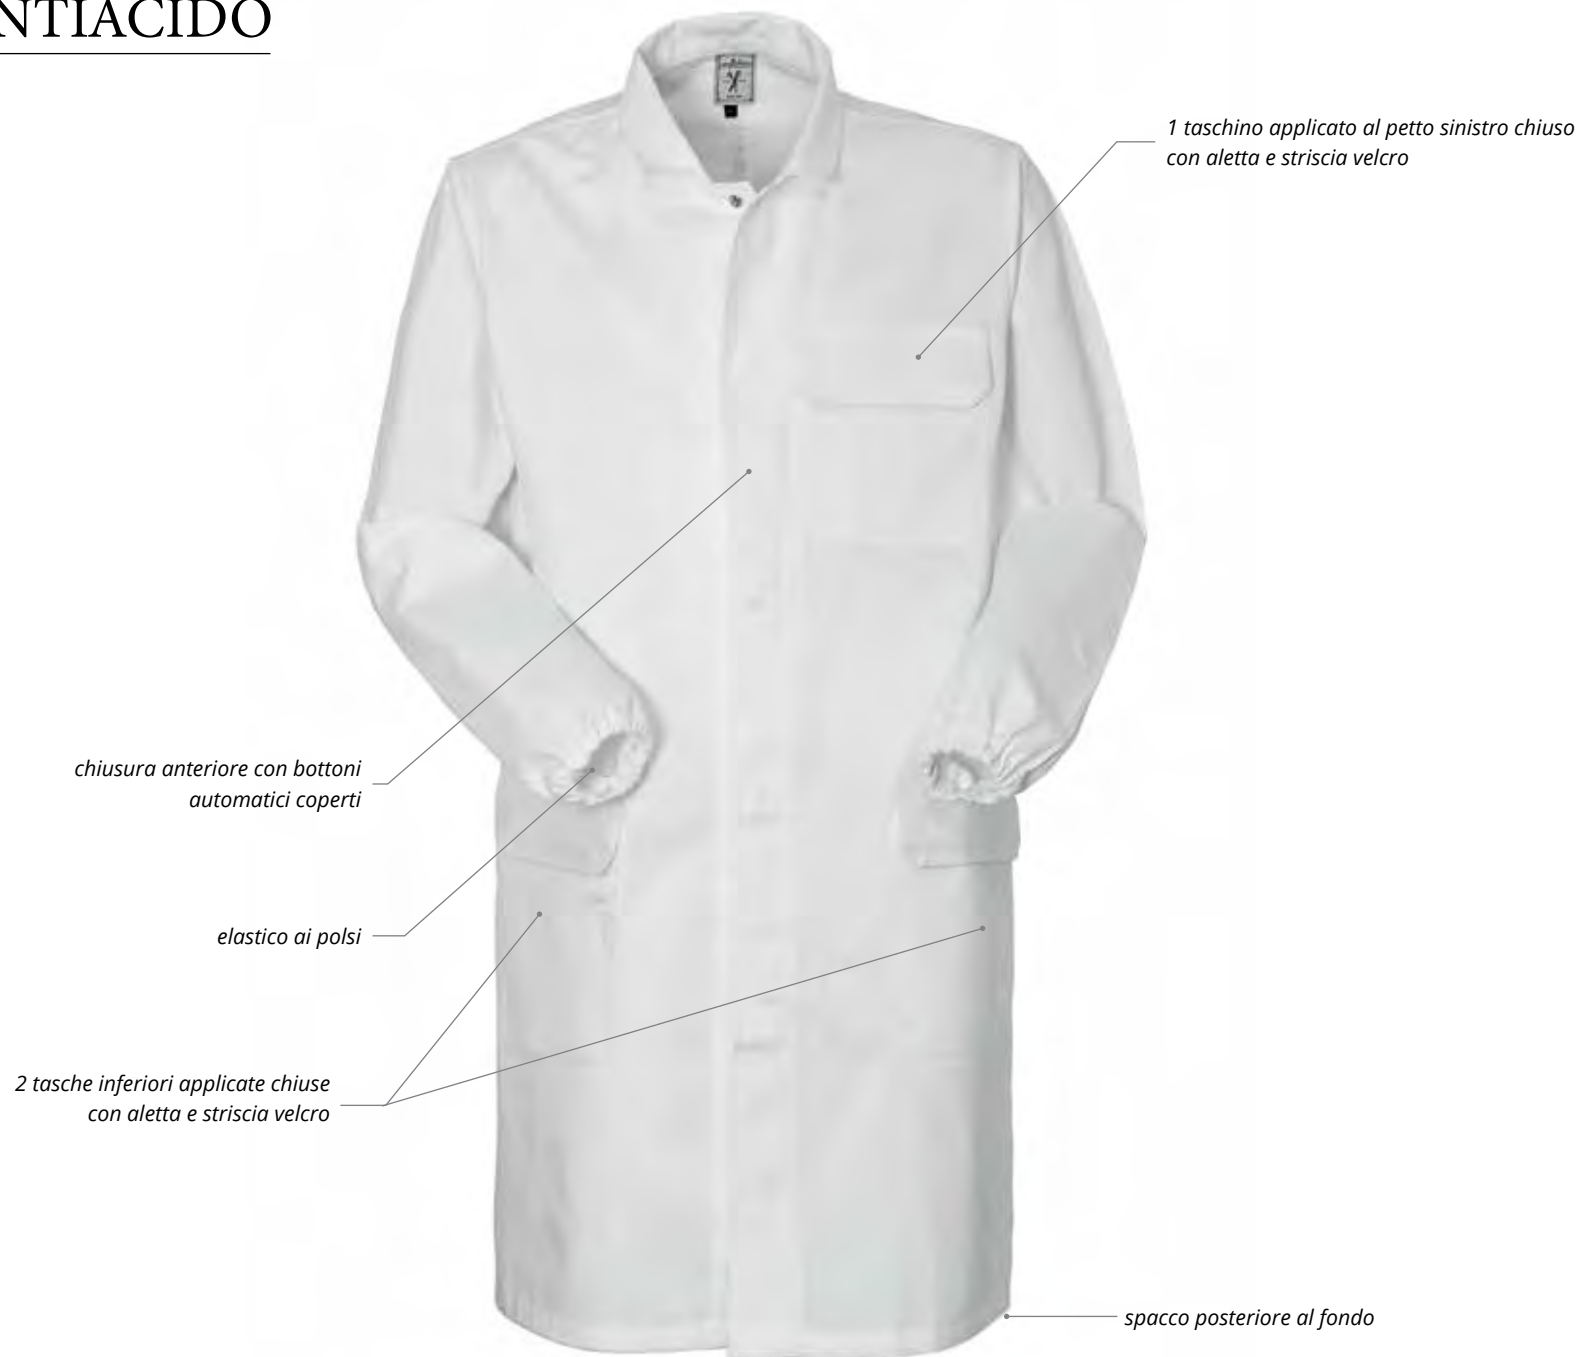 NTIACIDO
1 taschino applicato al petto sinistro chiuso
con aletta e striscia velcro
chiusura anteriore con bottoni
automatici coperti
elastico ai polsi
2 tasche inferiori applicate chiuse
con aletta e striscia velcro
spacco posteriore al fondo